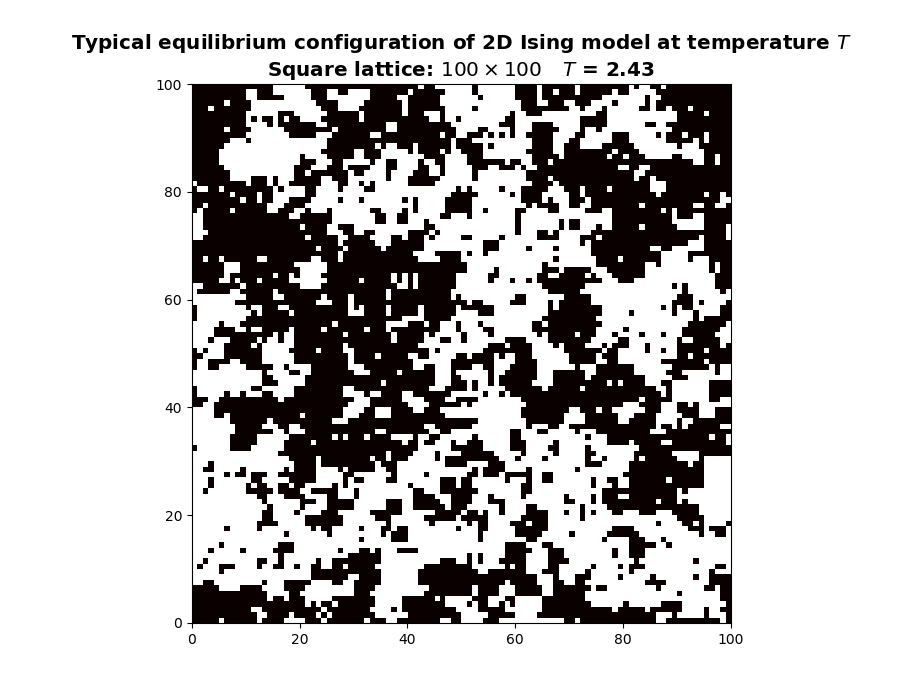 Typical equilibrium configuration of 2D Ising model at temperature T
Square lattice: 100 × 100 T = 2.43
100
80
60
40
20
0
0 20 40 60 80 100